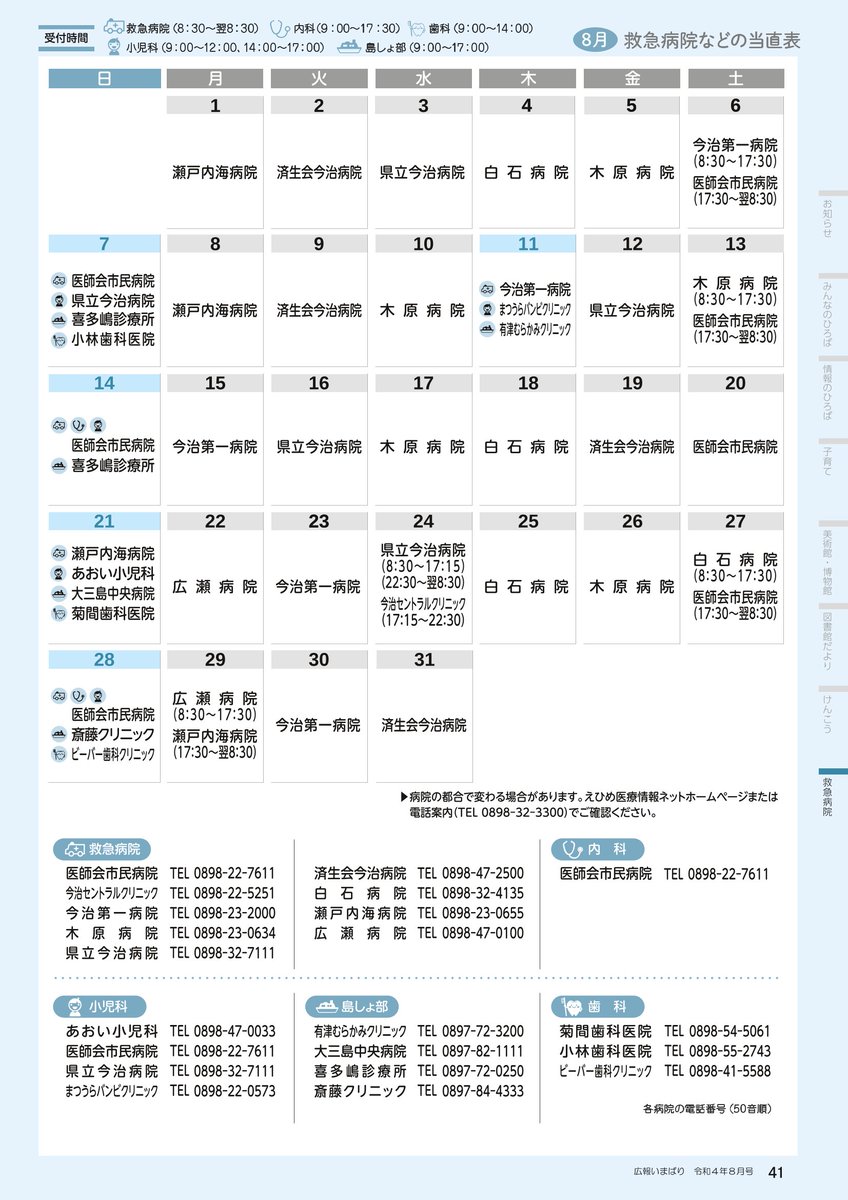 受付時間
救急病院（8：30〜翌8：30） 内科（9：00〜17：30） 歯科（9：00〜14：00）
小児科（9：00〜12：00、14：00〜17：00） 島しょ部（9：00〜17：00）
8月 救急病院などの当直表
日 月 火 水 木 金 土
1 2 3 4 5 6
瀬戸内海病院
済生会今治病院
県立今治病院
白石病院
木原病院
今治第一病院
(8:30〜17:30)
医師会市民病院
(17:30〜翌8:30)
7 8 9 10 11 12 13
医師会市民病院
県立今治病院
喜多嶋診療所
小林歯科医院
瀬戸内海病院
済生会今治病院
木原病院
今治第一病院
まつうらバンビクリニック
有津むらかみクリニック
県立今治病院
木原病院
(8:30〜17:30)
医師会市民病院
(17:30〜翌8:30)
14 15 16 17 18 19 20
医師会市民病院
喜多嶋診療所
今治第一病院
県立今治病院
木原病院
白石病院
済生会今治病院
医師会市民病院
21 22 23 24 25 26 27
瀬戸内海病院
あおい小児科
大三島中央病院
菊間歯科医院
広瀬病院
今治第一病院
県立今治病院
(8:30〜17:15)
(22:30〜翌8:30)
今治セントラルクリニック
(17:15〜22:30)
白石病院
木原病院
白石病院
(8:30〜17:30)
医師会市民病院
(17:30〜翌8:30)
28 29 30 31
医師会市民病院
斎藤クリニック
ビーバー歯科クリニック
広瀬病院
(8:30〜17:30)
瀬戸内海病院
(17:30〜翌8:30)
今治第一病院
済生会今治病院
▶病院の都合で変わる場合があります。えひめ医療情報ネットホームページまたは
電話案内（TEL 0898-32-3300）でご確認ください。
救急病院
医師会市民病院 TEL 0898-22-7611
今治セントラルクリニック TEL 0898-22-5251
今治第一病院 TEL 0898-23-2000
木原病院 TEL 0898-23-0634
県立今治病院 TEL 0898-32-7111
済生会今治病院 TEL 0898-47-2500
白石病院 TEL 0898-32-4135
瀬戸内海病院 TEL 0898-23-0655
広瀬病院 TEL 0898-47-0100
内科
医師会市民病院 TEL 0898-22-7611
小児科
あおい小児科 TEL 0898-47-0033
医師会市民病院 TEL 0898-22-7611
県立今治病院 TEL 0898-32-7111
まつうらバンビクリニック TEL 0898-22-0573
島しょ部
有津むらかみクリニック TEL 0897-72-3200
大三島中央病院 TEL 0897-82-1111
喜多嶋診療所 TEL 0897-72-0250
斎藤クリニック TEL 0897-84-4333
歯科
菊間歯科医院 TEL 0898-54-5061
小林歯科医院 TEL 0898-55-2743
ビーバー歯科クリニック TEL 0898-41-5588
各病院の電話番号（50音順）
お知らせ
みんなのひろば
情報のひろば
子育て
美術館・博物館
図書館だより
けんこう
救急病院
広報いまばり 令和4年8月号 41